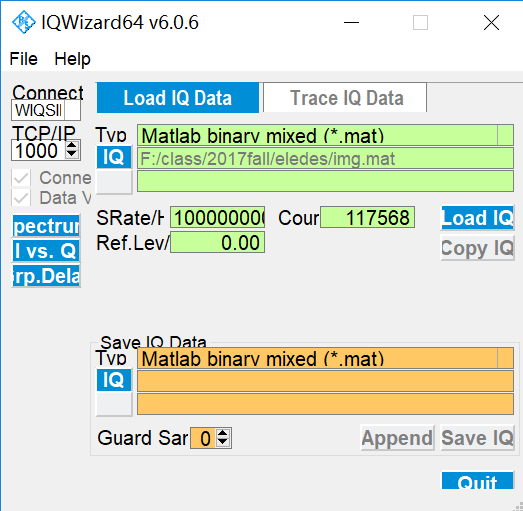 IQWizard64 v6.0.6
File Help
Connect
WIQSII
TCP/IP
1000
Conne
Data V
pectrum
I vs. Q
rp.Dela
Load IQ Data
Trace IQ Data
Typ
Matlab binary mixed (*.mat)
IQ
F:/class/2017fall/eledes/img.mat
SRate/H
100000000
Cour
117568
Load IQ
Ref.Lev/
0.00
Copy IQ
Save IQ Data
Typ
Matlab binary mixed (*.mat)
IQ
Guard Sar
0
Append
Save IQ
Quit